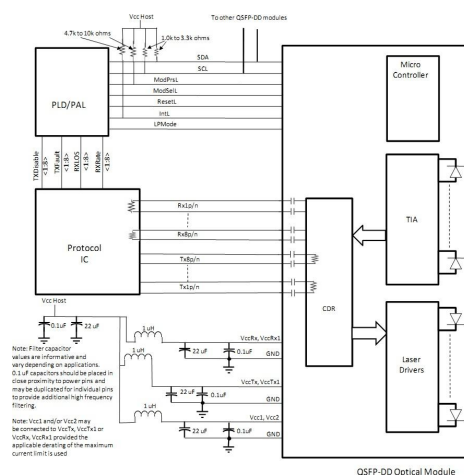 Vcc Host
To other QSFP-DD modules
4.7k to 10k ohms
1.0k to 3.3k ohms
SDA
SCL
ModPrsL
ModSelL
ResetL
IntL
LPMode
PLD/PAL
Micro
Controller
TXDisable
<1:8>
TXFault
<1:8>
RXLOS
<1:8>
RXRate
<1:8>
Protocol
IC
Rx1p/n
Rx8p/n
Tx8p/n
Tx1p/n
CDR
TIA
Laser
Drivers
Vcc Host
0.1uF
22 uF
1 uH
VccRx, VccRx1
22 uF
0.1uF
GND
1 uH
VccTx, VccTx1
22 uF
0.1uF
GND
1 uH
Vcc1, Vcc2
22 uF
0.1uF
GND
Note: Filter capacitor
values are informative and
vary depending on applications.
0.1 uF capacitors should be placed in
close proximity to power pins and
may be duplicated for individual pins
to provide additional high frequency
filtering.
Note: Vcc1 and/or Vcc2 may
be connected to VccTx, VccTx1 or
VccRx, VccRx1 provided the
applicable derating of the maximum
current limit is used
QSFP-DD Optical Module